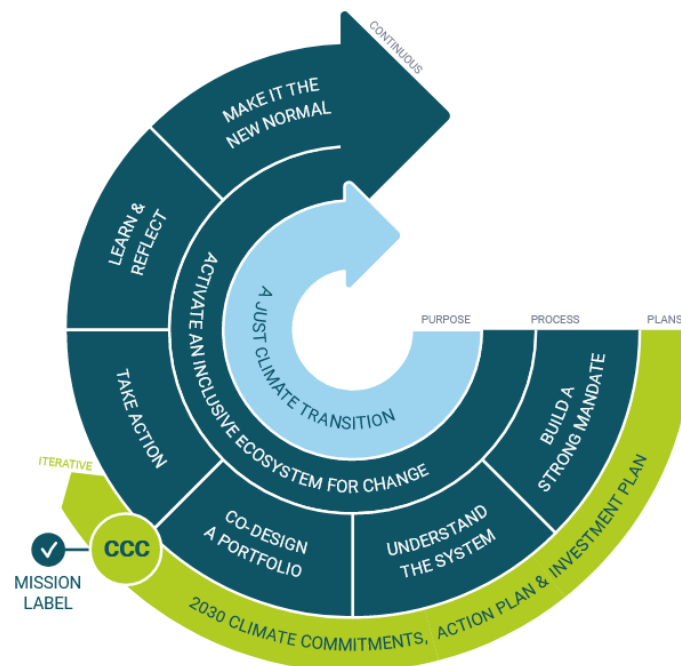 CONTINUOUS
MAKE IT THE
NEW NORMAL
LEARN &
REFLECT
ACTIVATE AN INCLUSIVE ECOSYSTEM FOR CHANGE
A JUST CLIMATE TRANSITION
PURPOSE
PROCESS
PLANS
TAKE ACTION
BUILD A
STRONG MANDATE
ITERATIVE
CO-DESIGN
A PORTFOLIO
UNDERSTAND
THE SYSTEM
CCC
MISSION
LABEL
2030 CLIMATE COMMITMENTS, ACTION PLAN & INVESTMENT PLAN